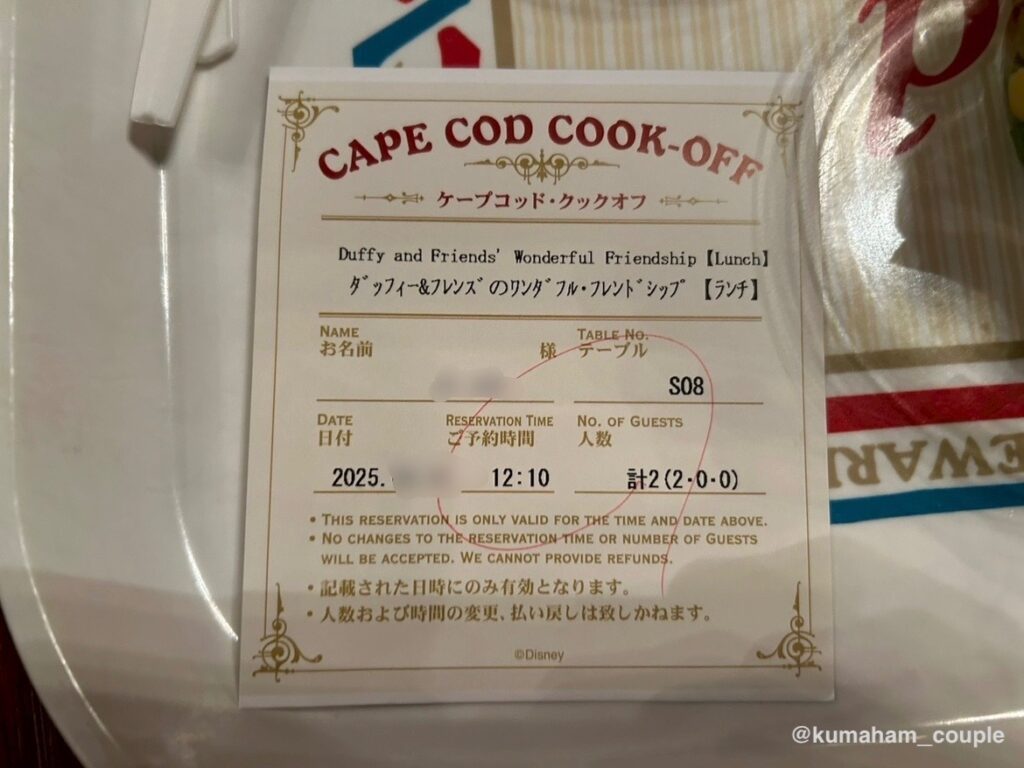 CAPE COD COOK-OFF
ケープコッド・クックオフ
Duffy and Friends' Wonderful Friendship【Lunch】
ダッフィー&フレンズのワンダフル・フレンドシップ【ランチ】
NAME
お名前 様
TABLE NO.
テーブル
S08
DATE
日付
RESERVATION TIME
ご予約時間
NO. OF GUESTS
人数
2025. 12:10 計2(2・0・0)
• THIS RESERVATION IS ONLY VALID FOR THE TIME AND DATE ABOVE.
• NO CHANGES TO THE RESERVATION TIME OR NUMBER OF GUESTS
WILL BE ACCEPTED. WE CANNOT PROVIDE REFUNDS.
• 記載された日時にのみ有効となります。
• 人数および時間の変更、払い戻しは致しかねます。
©Disney
@kumaham_couple